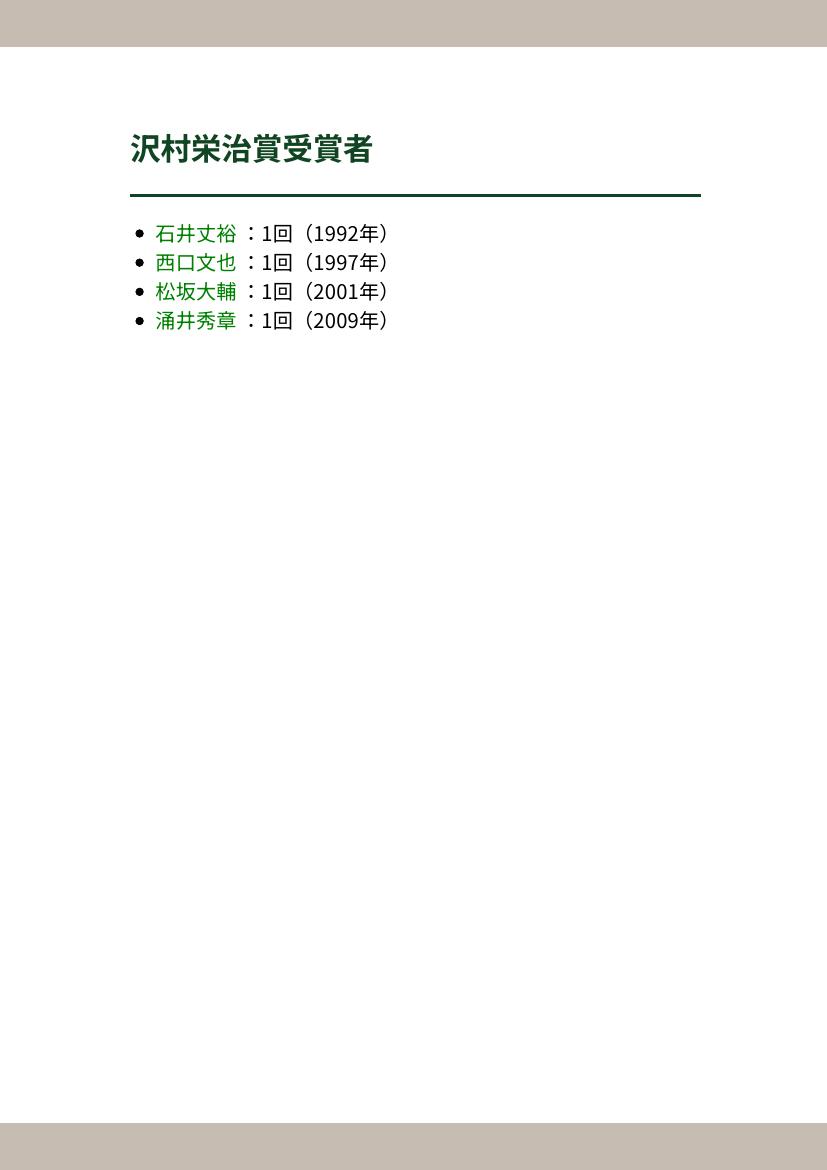 沢村栄治賞受賞者
• 石井丈裕 ：1回（1992年）
• 西口文也 ：1回（1997年）
• 松坂大輔 ：1回（2001年）
• 涌井秀章 ：1回（2009年）